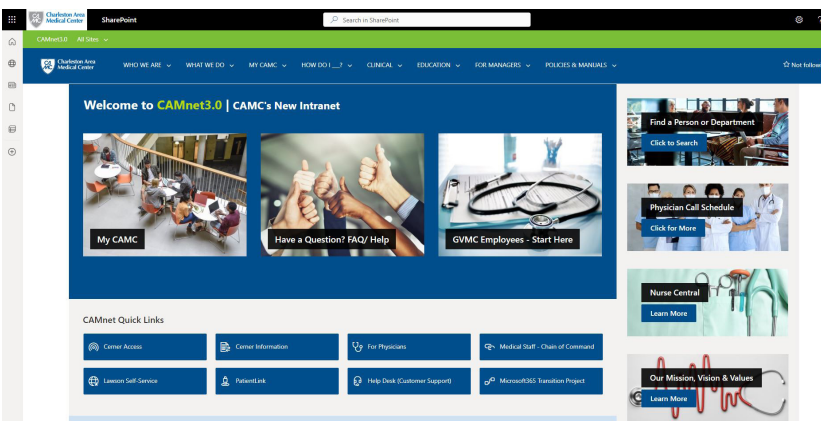 Charleston Area
Medical Center
SharePoint
Search in SharePoint
CAMnet3.0 All Sites
Charleston Area
Medical Center
WHO WE ARE WHAT WE DO MY CAMC HOW DO I __? CLINICAL EDUCATION FOR MANAGERS POLICIES & MANUALS
Not follow
Welcome to CAMnet3.0 | CAMC's New Intranet
My CAMC
Have a Question? FAQ/ Help
GVMC Employees - Start Here
Find a Person or Department
Click to Search
Physician Call Schedule
Click for More
Nurse Central
Learn More
Our Mission, Vision & Values
Learn More
CAMnet Quick Links
Cerner Access
Cerner Information
For Physicians
Medical Staff - Chain of Command
Lawson Self-Service
PatientLink
Help Desk (Customer Support)
Microsoft365 Transition Project